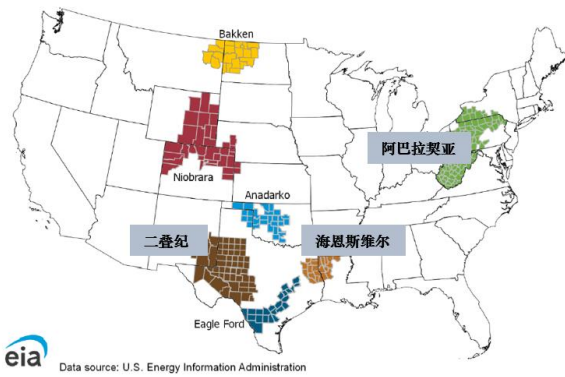 Bakken
阿巴拉契亚
Niobrara
Anadarko
二叠纪
海恩斯维尔
Eagle Ford
eia
Data source: U.S. Energy Information Administration